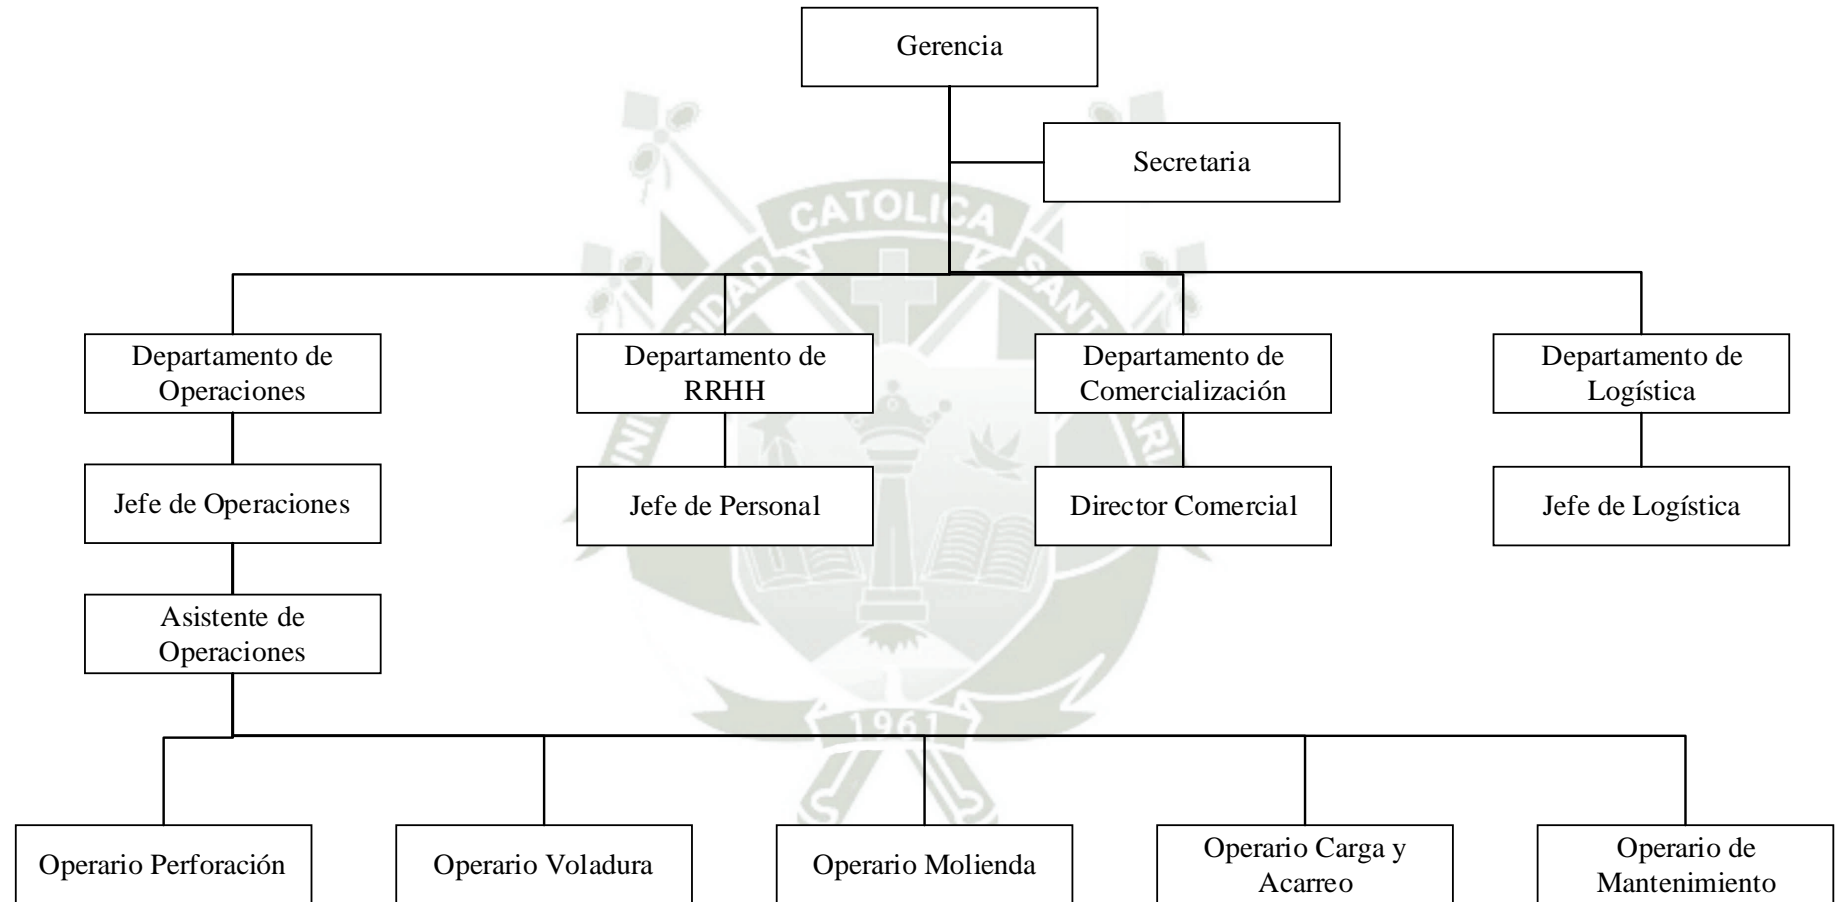 Gerencia
Secretaria
CATOLICA
Departamento de
Operaciones
Departamento de
RRHH
Departamento de
Comercialización
Departamento de
Logística
Jefe de Operaciones
Jefe de Personal
Director Comercial
Jefe de Logística
Asistente de
Operaciones
1961
Operario Perforación
Operario Voladura
Operario Molienda
Operario Carga y
Acarreo
Operario de
Mantenimiento